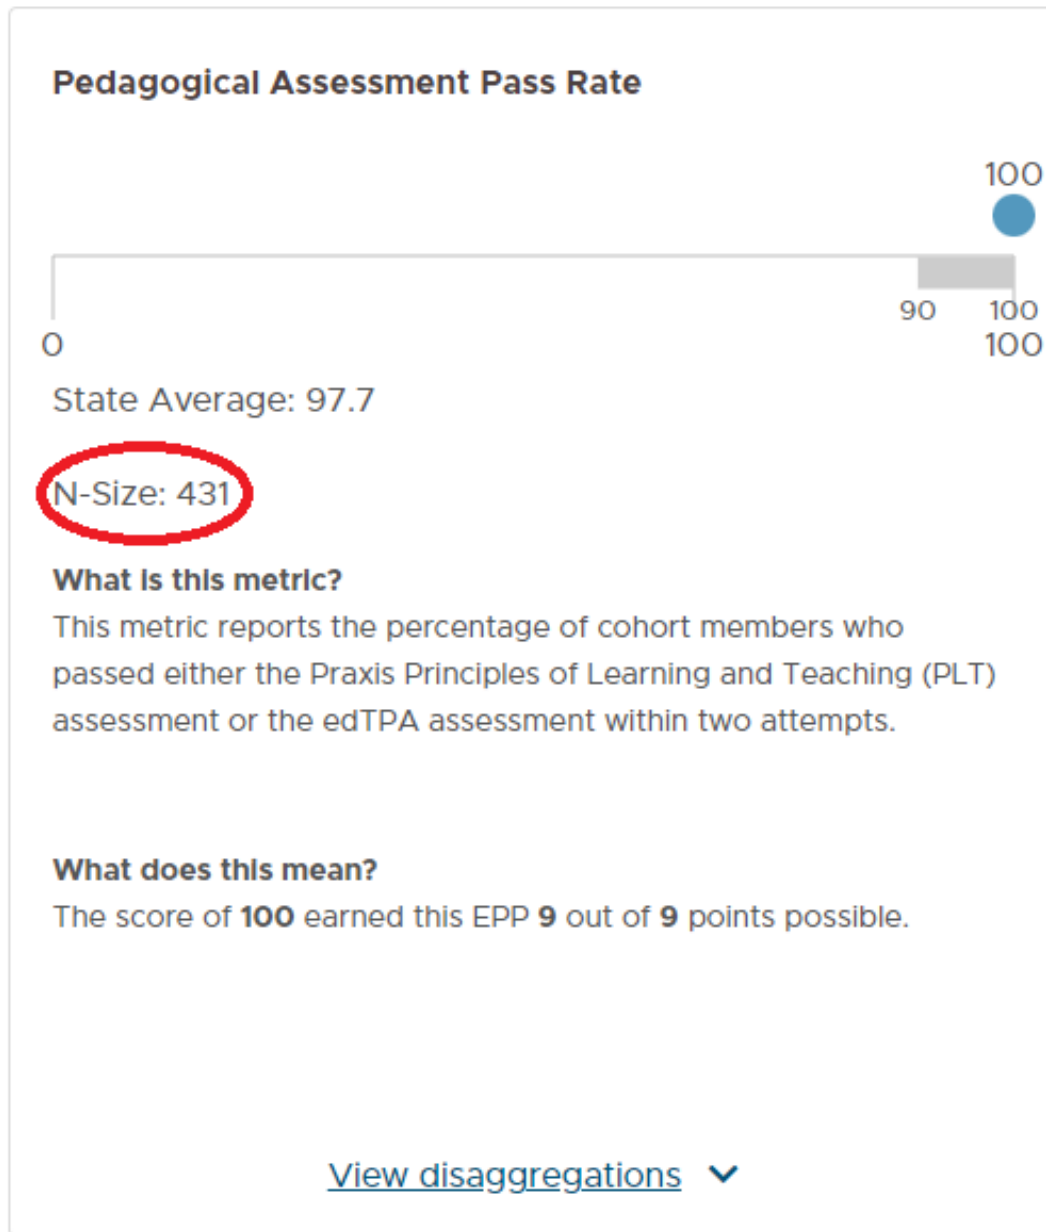 Pedagogical Assessment Pass Rate
100
90 100
0 100
State Average: 97.7
N-Size: 431
What is this metric?
This metric reports the percentage of cohort members who
passed either the Praxis Principles of Learning and Teaching (PLT)
assessment or the edTPA assessment within two attempts.
What does this mean?
The score of 100 earned this EPP 9 out of 9 points possible.
View disaggregations